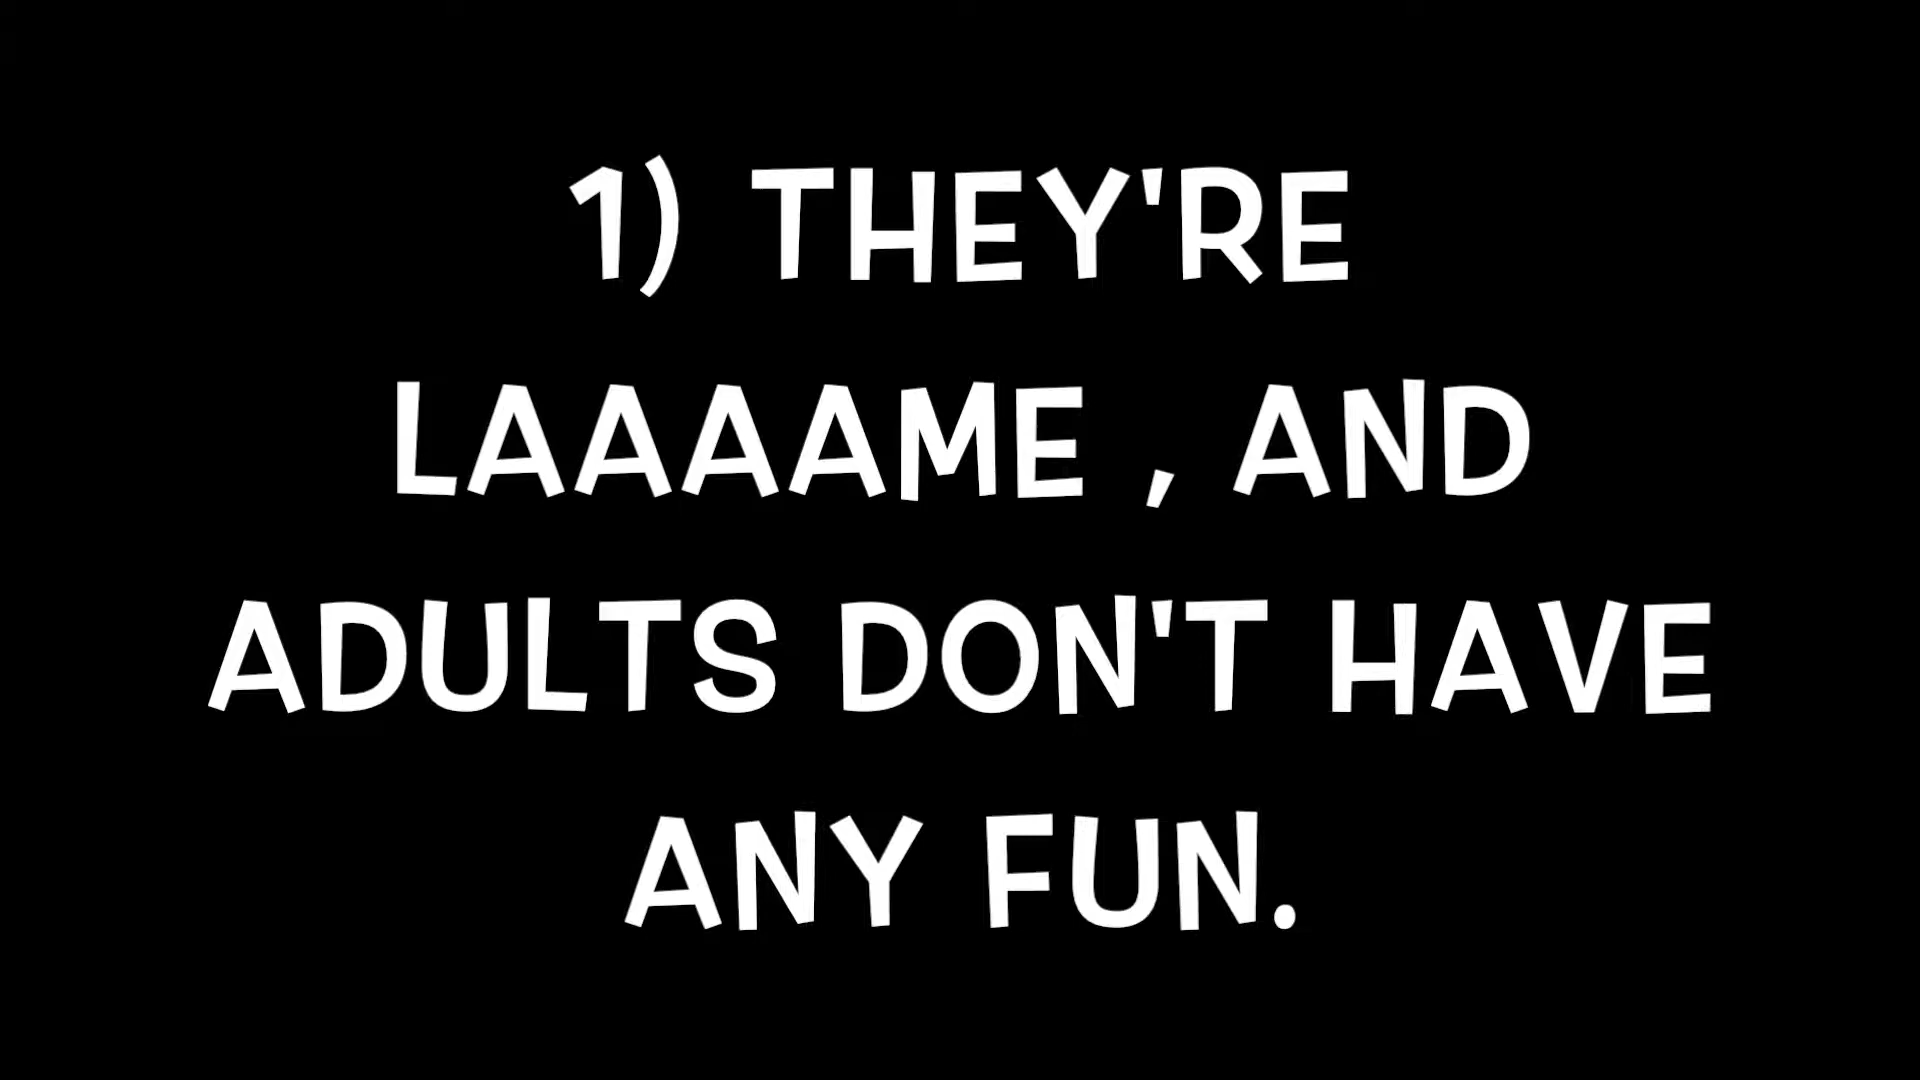 1) THEY'RE
LAAAAME , AND
ADULTS DON'T HAVE
ANY FUN.